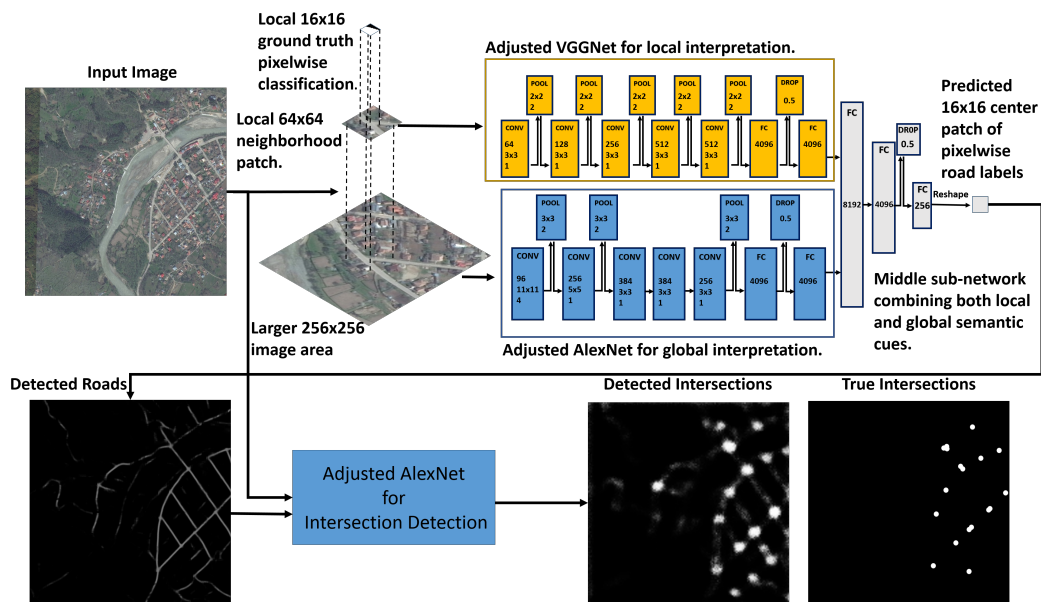 Input Image
Local 16x16
ground truth
pixelwise
classification.
Local 64x64
neighborhood
patch.
Larger 256x256
image area
Adjusted VGGNet for local interpretation.
POOL
2x2
2
POOL
2x2
2
POOL
2x2
2
POOL
2x2
2
POOL
2x2
2
DROP
0.5
CONV
64
3x3
1
CONV
128
3x3
1
CONV
256
3x3
1
CONV
512
3x3
1
CONV
512
3x3
1
FC
4096
FC
4096
POOL
3x3
2
POOL
3x3
2
POOL
3x3
2
DROP
0.5
CONV
96
11x11
4
CONV
256
5x5
1
CONV
384
3x3
1
CONV
384
3x3
1
CONV
256
3x3
1
FC
4096
FC
4096
Adjusted AlexNet for global interpretation.
FC
8192
FC
4096
DROP
0.5
FC
256
Reshape
Predicted
16x16 center
patch of
pixelwise
road labels
Middle sub-network
combining both local
and global semantic
cues.
Detected Roads
Adjusted AlexNet
for
Intersection Detection
Detected Intersections
True Intersections